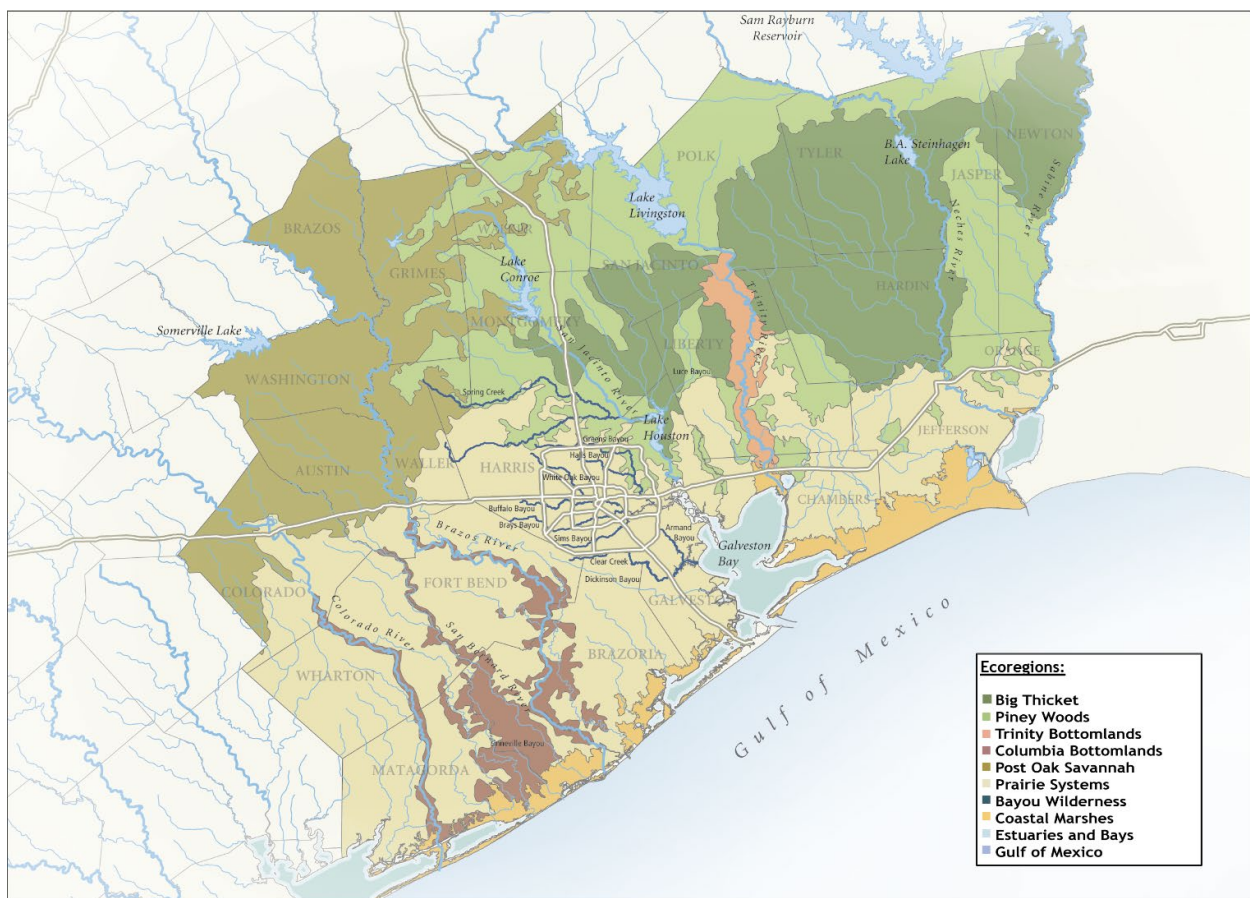 Sam Rayburn
Reservoir
NEWTON
POLK
TYLER
B.A. Steinhagen
Lake
JASPER
Sabine River
Lake
Livingston
BRAZOS
WALKER
Neches River
GRIMES
Lake
Conroe
SAN JACINTO
HARDIN
Somerville Lake
MONTGOMERY
San Jacinto River
Trinity River
LIBERTY
ORANGE
WASHINGTON
Luce Bayou
Spring Creek
Lake
Houston
JEFFERSON
Greens Bayou
Halls Bayou
AUSTIN
WALLER
HARRIS
White Oak Bayou
CHAMBERS
Buffalo Bayou
Brays Bayou
Brazos River
Sims Bayou
Armand
Bayou
Galveston
Bay
Clear Creek
Dickinson Bayou
FORT BEND
COLORADO
GALVESTON
Colorado River
San Bernard River
BRAZORIA
WHARTON
Linneville Bayou
MATAGORDA
Gulf of Mexico
Ecoregions:
Big Thicket
Piney Woods
Trinity Bottomlands
Columbia Bottomlands
Post Oak Savannah
Prairie Systems
Bayou Wilderness
Coastal Marshes
Estuaries and Bays
Gulf of Mexico